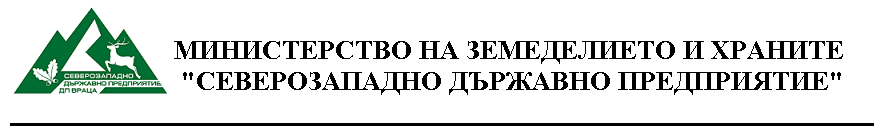 СЕВЕРОЗАПАДНО
ДЪРЖАВНО ПРЕДПРИЯТИЕ
ДП ВРАЦА
МИНИСТЕРСТВО НА ЗЕМЕДЕЛИЕТО И ХРАНИТЕ
"СЕВЕРОЗАПАДНО ДЪРЖАВНО ПРЕДПРИЯТИЕ"